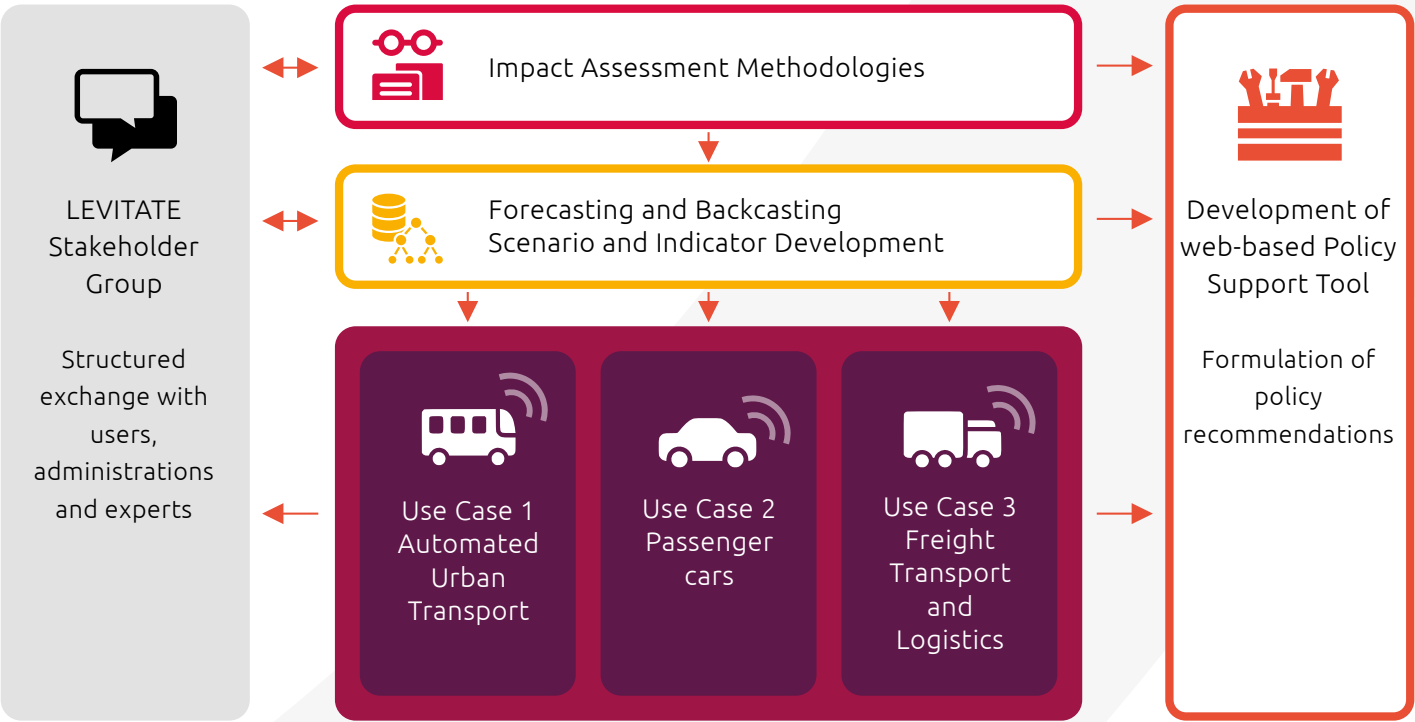 LEVITATE
Stakeholder
Group
Structured
exchange with
users,
administrations
and experts
Impact Assessment Methodologies
Forecasting and Backcasting
Scenario and Indicator Development
Use Case 1
Automated
Urban
Transport
Use Case 2
Passenger
cars
Use Case 3
Freight
Transport
and
Logistics
Development of
web-based Policy
Support Tool
Formulation of
policy
recommendations